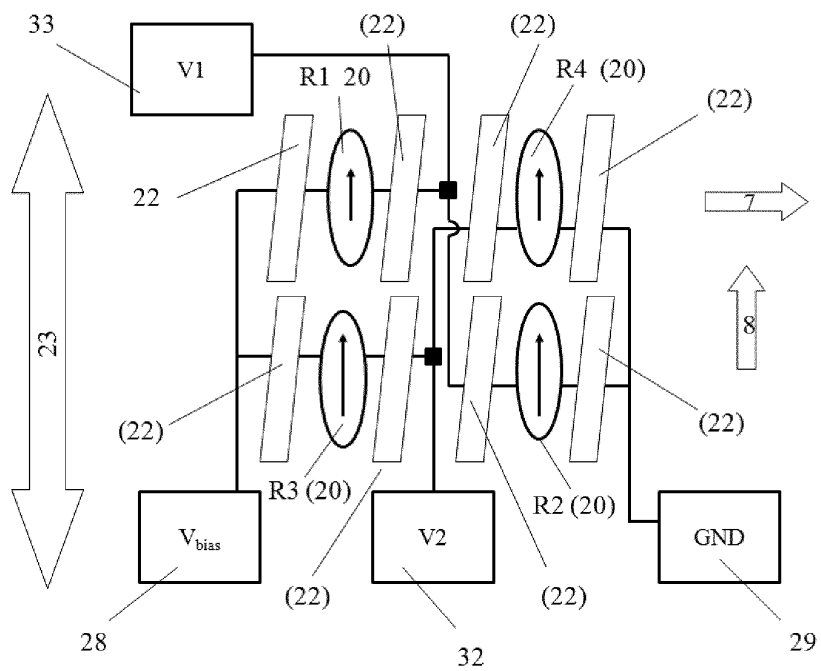 33
(22)
(22)
V1
R1 20
R4 (20)
(22)
22
7
8
23
(22)
(22)
R3 (20)
R2 (20)
V_bias
V2
GND
(22)
(22)
28
32
29